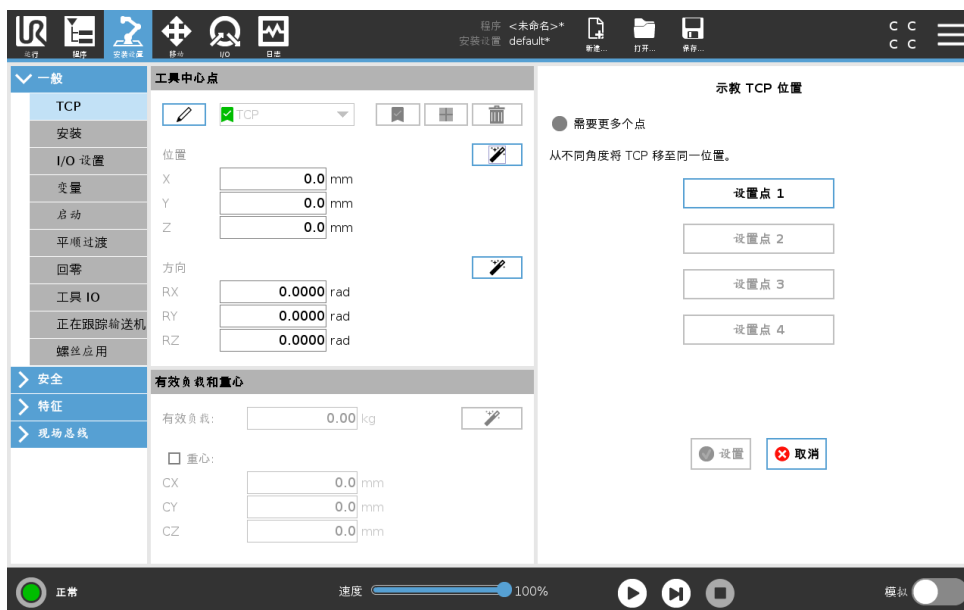 程序 <未命名>*
安装设置 default*
运行 程序 安装设置 移动 I/O 日志 新建... 打开... 保存...
C C
C C
一般
TCP
安装
I/O 设置
变量
启动
平顺过渡
回零
工具 IO
正在跟踪输送机
螺丝应用
安全
特征
现场总线
工具中心点
TCP
位置
X 0.0 mm
Y 0.0 mm
Z 0.0 mm
方向
RX 0.0000 rad
RY 0.0000 rad
RZ 0.0000 rad
有效负载和重心
有效负载: 0.00 kg
重心:
CX 0.0 mm
CY 0.0 mm
CZ 0.0 mm
示教 TCP 位置
需要更多个点
从不同角度将 TCP 移至同一位置。
设置点 1
设置点 2
设置点 3
设置点 4
设置 取消
正常 速度 100% 模拟